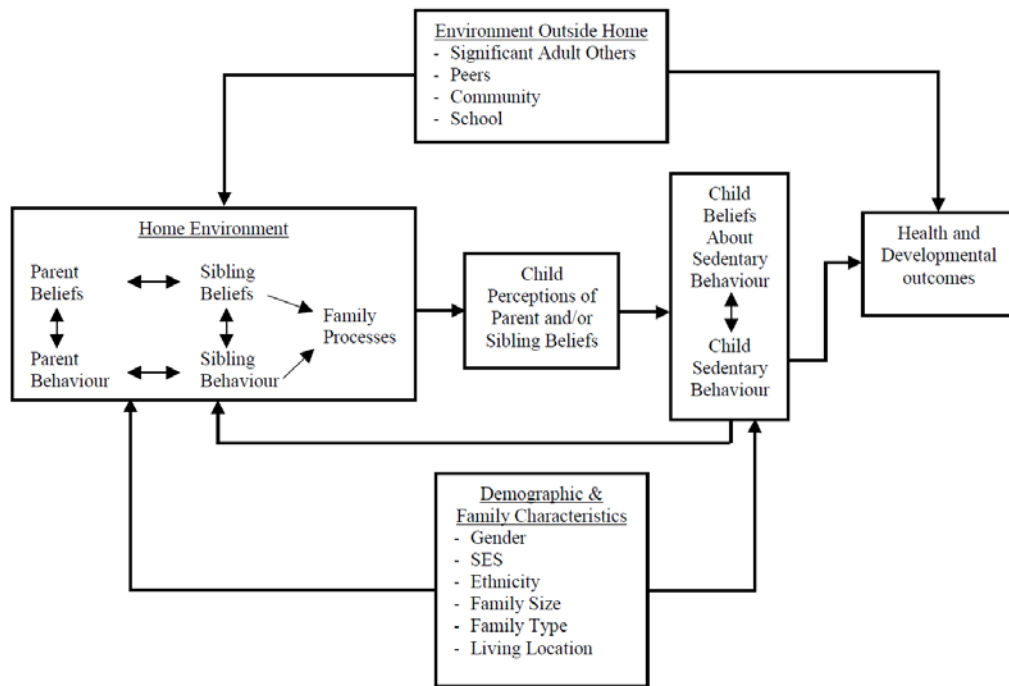 Environment Outside Home
- Significant Adult Others
- Peers
- Community
- School
Home Environment
Parent
Beliefs
Sibling
Beliefs
Family
Processes
Parent
Behaviour
Sibling
Behaviour
Child
Perceptions of
Parent and/or
Sibling Beliefs
Child
Beliefs
About
Sedentary
Behaviour
Child
Sedentary
Behaviour
Health and
Developmental
outcomes
Demographic &
Family Characteristics
- Gender
- SES
- Ethnicity
- Family Size
- Family Type
- Living Location